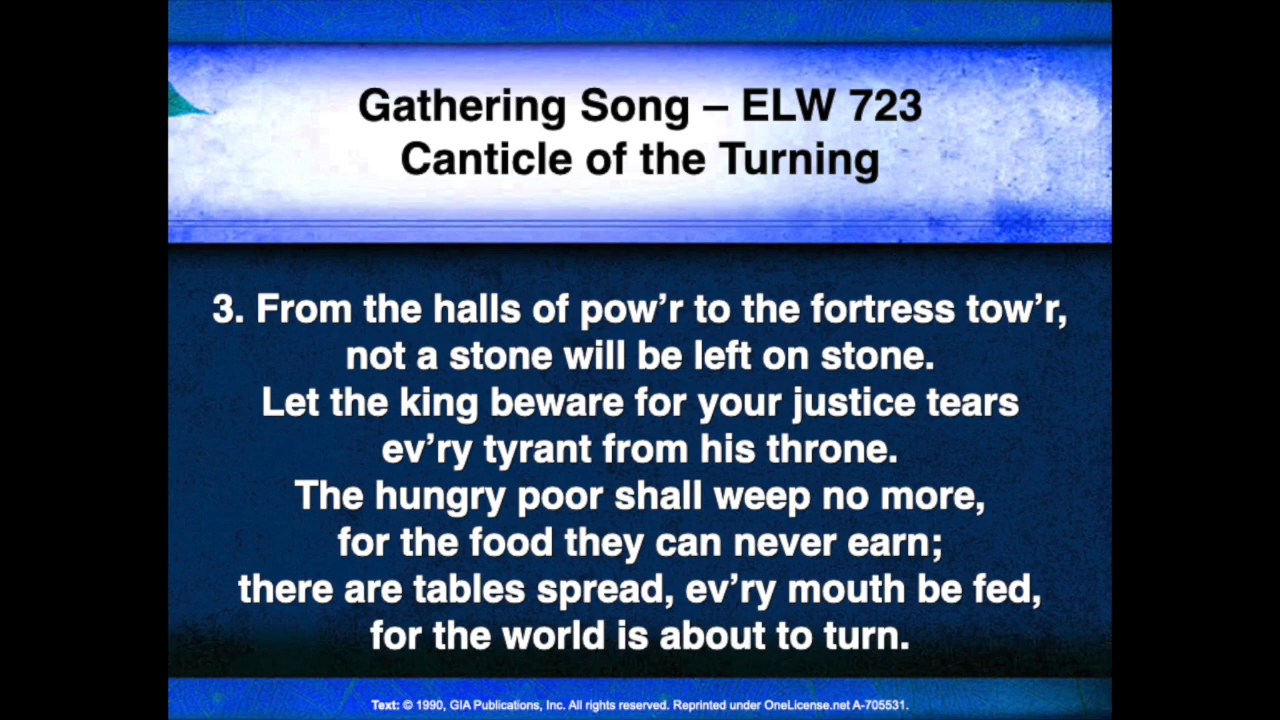 Gathering Song – ELW 723
Canticle of the Turning
3. From the halls of pow’r to the fortress tow’r,
not a stone will be left on stone.
Let the king beware for your justice tears
ev’ry tyrant from his throne.
The hungry poor shall weep no more,
for the food they can never earn;
there are tables spread, ev’ry mouth be fed,
for the world is about to turn.
Text: © 1990, GIA Publications, Inc. All rights reserved. Reprinted under OneLicense.net A-705531.